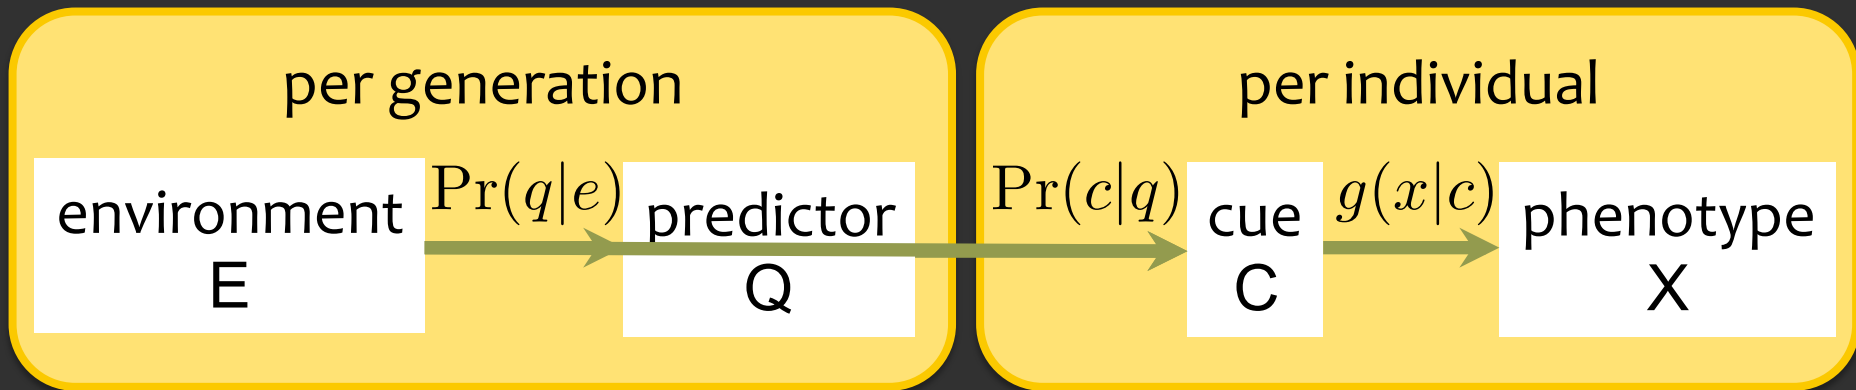 per generation
environment
E
Pr(q|e)
predictor
Q
per individual
Pr(c|q)
cue
C
g(x|c)
phenotype
X